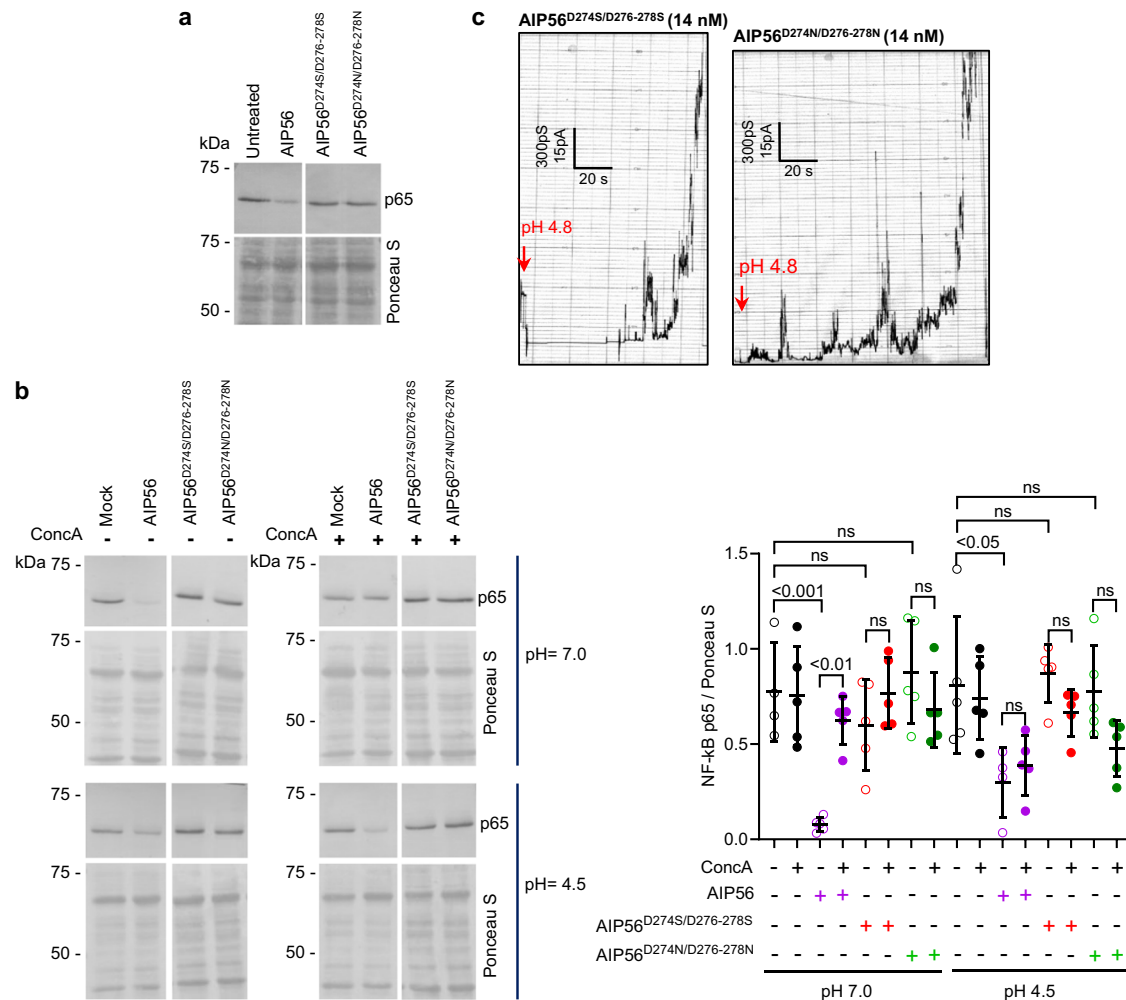 a
Untreated
AIP56
AIP56D274S/D276-278S
AIP56D274N/D276-278N
kDa
75 -
p65
75 -
50 -
Ponceau S
c
AIP56D274S/D276-278S (14 nM)
300pS
15pA
20 s
pH 4.8
AIP56D274N/D276-278N (14 nM)
300pS
15pA
20 s
pH 4.8
b
Mock
AIP56
AIP56D274S/D276-278S
AIP56D274N/D276-278N
ConcA - - - -
kDa 75 -
75 -
50 -
Mock
AIP56
AIP56D274S/D276-278S
AIP56D274N/D276-278N
ConcA + + + +
kDa 75 -
p65
75 -
50 -
Ponceau S
pH= 7.0
75 -
75 -
50 -
75 -
p65
75 -
50 -
Ponceau S
pH= 4.5
NF-kB p65 / Ponceau S
1.5
1.0
0.5
0.0
ns
ns
<0.001
<0.01
ns
ns
ns
ns
<0.05
ns
ns
ns
ConcA - + - + - + - + - + - + - + - +
AIP56 - - + + - - - - - - + + - - - -
AIP56D274S/D276-278S - - - - + + - - - - - - + + - -
AIP56D274N/D276-278N - - - - - - + + - - - - - - + +
pH 7.0
pH 4.5